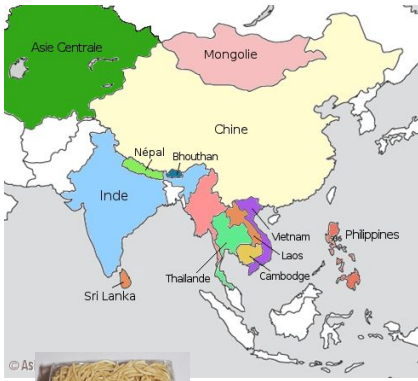 Asie Centrale
Mongolie
Chine
Népal
Bhouthan
Inde
Vietnam
Philippines
Laos
Thaïlande
Cambodge
Sri Lanka
© As